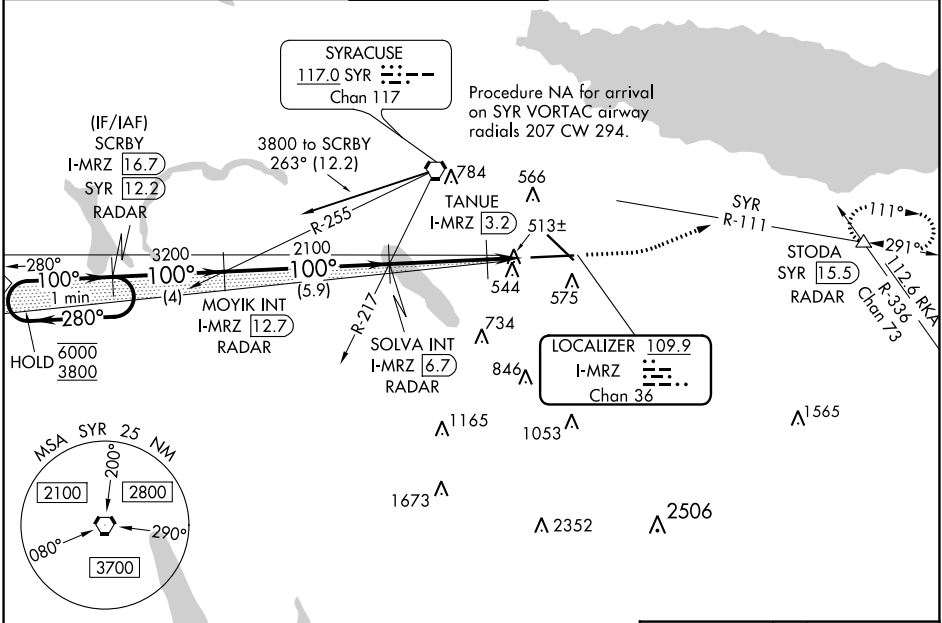 SYRACUSE
117.0 SYR
Chan 117
Procedure NA for arrival
on SYR VORTAC airway
radials 207 CW 294.
(IF/IAF)
SCRBY
I-MRZ 16.7
SYR 12.2
RADAR
3800 to SCRBY
263° (12.2)
R-255
784
566
TANUE
I-MRZ 3.2
513±
SYR
R-111
111°
291°
STODA
SYR 15.5
RADAR
112.6 RKA
R-336
Chan 73
280°
100°
1 min
280°
3200
100°
(4)
2100
100°
(5.9)
HOLD 6000
3800
MOYIK INT
I-MRZ 12.7
RADAR
R-217
SOLVA INT
I-MRZ 6.7
RADAR
544
575
734
846
LOCALIZER 109.9
I-MRZ
Chan 36
1165
1053
1565
1673
2352
2506
MSA SYR 25 NM
200°
2100
2800
080°
290°
3700